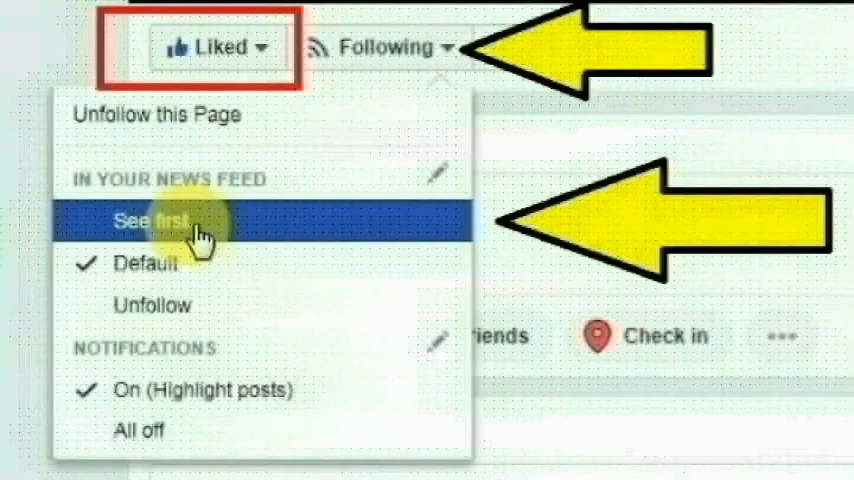 Liked Following
Unfollow this Page
IN YOUR NEWS FEED
See first
Default
Unfollow
NOTIFICATIONS
riends Check in
On (Highlight posts)
All off